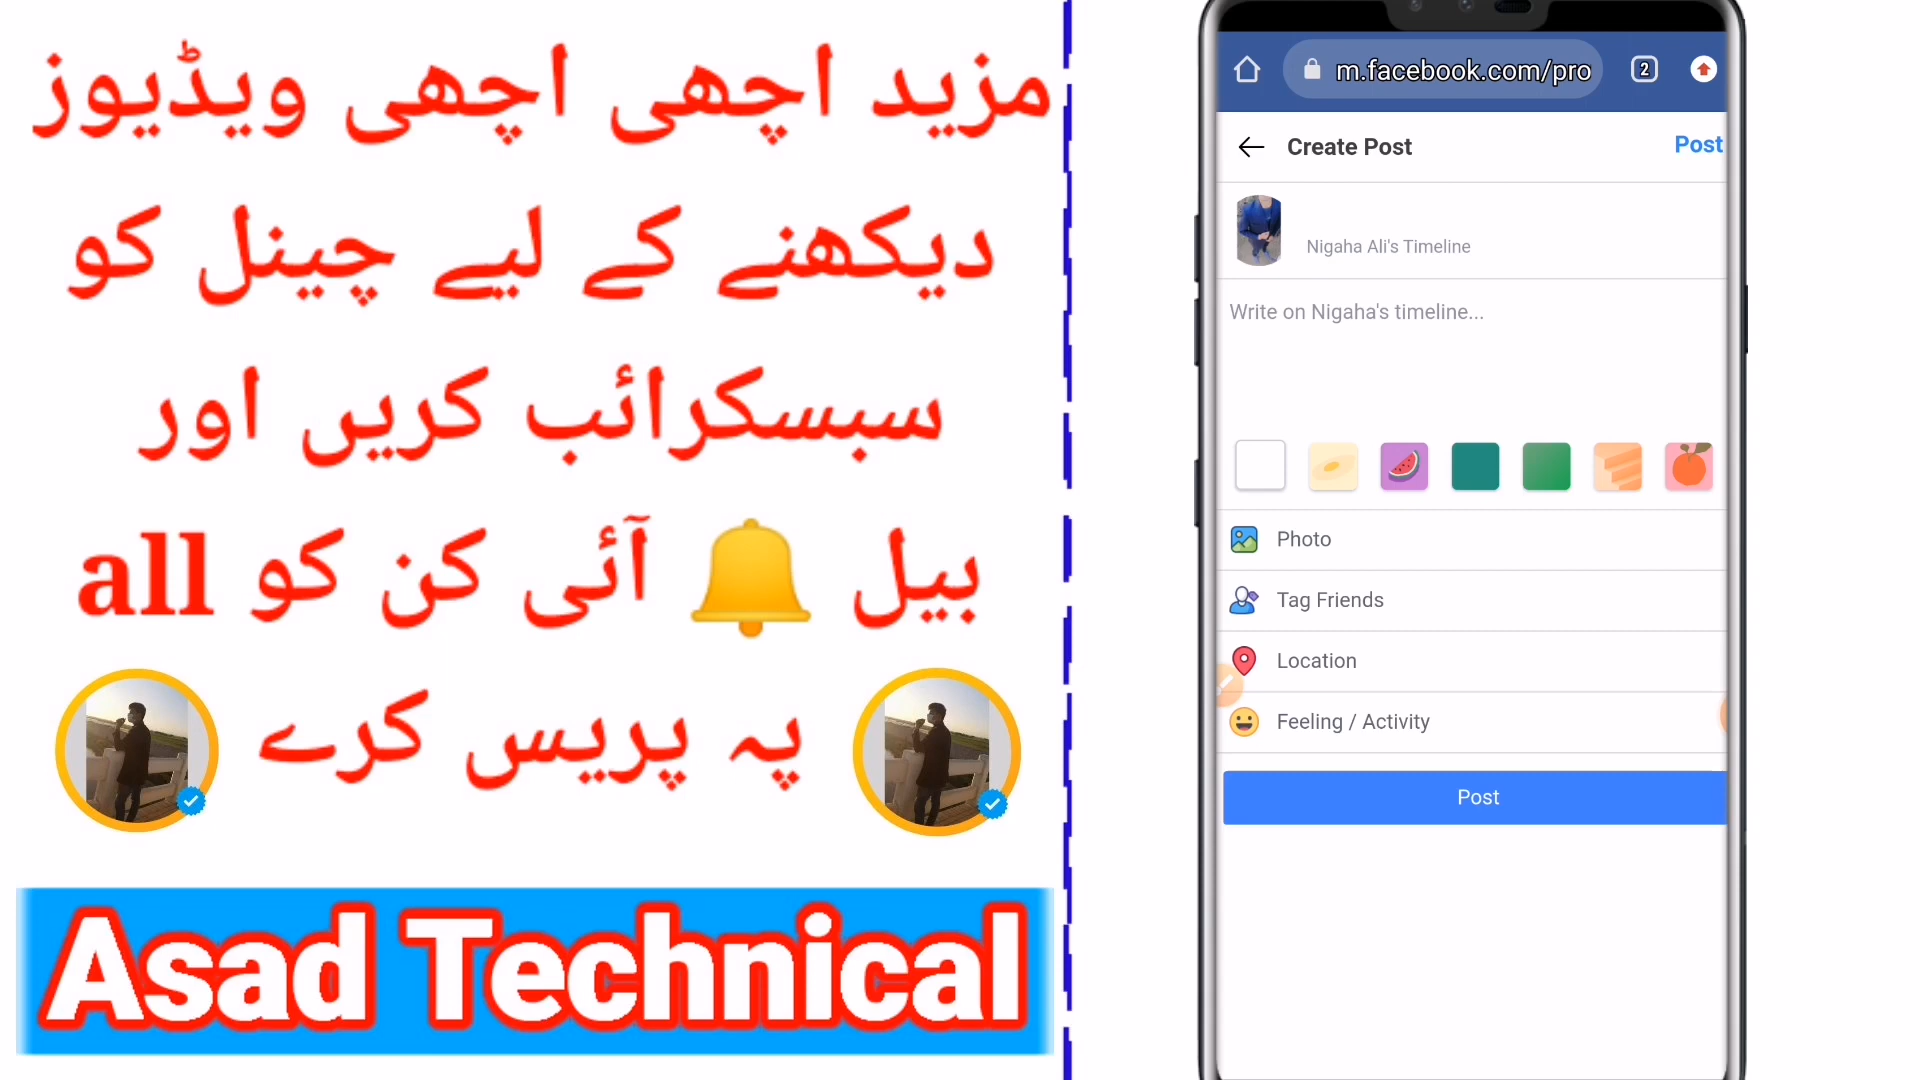 مزید اچھی اچھی ویڈیوز
دیکھنے کے لیے چینل کو
سبسکرائب کریں اور
بیل 🔔 آئی کن کو all
پہ پریس کرے
Asad Technical
m.facebook.com/pro
2
Create Post
Post
Nigaha Ali's Timeline
Write on Nigaha's timeline...
Photo
Tag Friends
Location
Feeling / Activity
Post